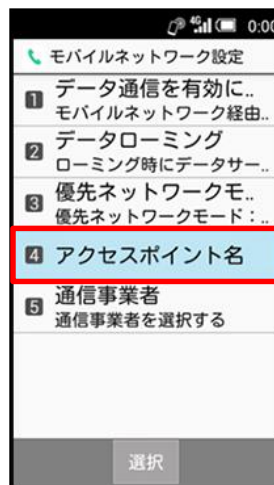 4G 0:00
モバイルネットワーク設定
1 データ通信を有効に..
モバイルネットワーク経由..
2 データローミング
ローミング時にデータサー..
3 優先ネットワークモ..
優先ネットワークモード：..
4 アクセスポイント名
5 通信事業者
通信事業者を選択する
選択